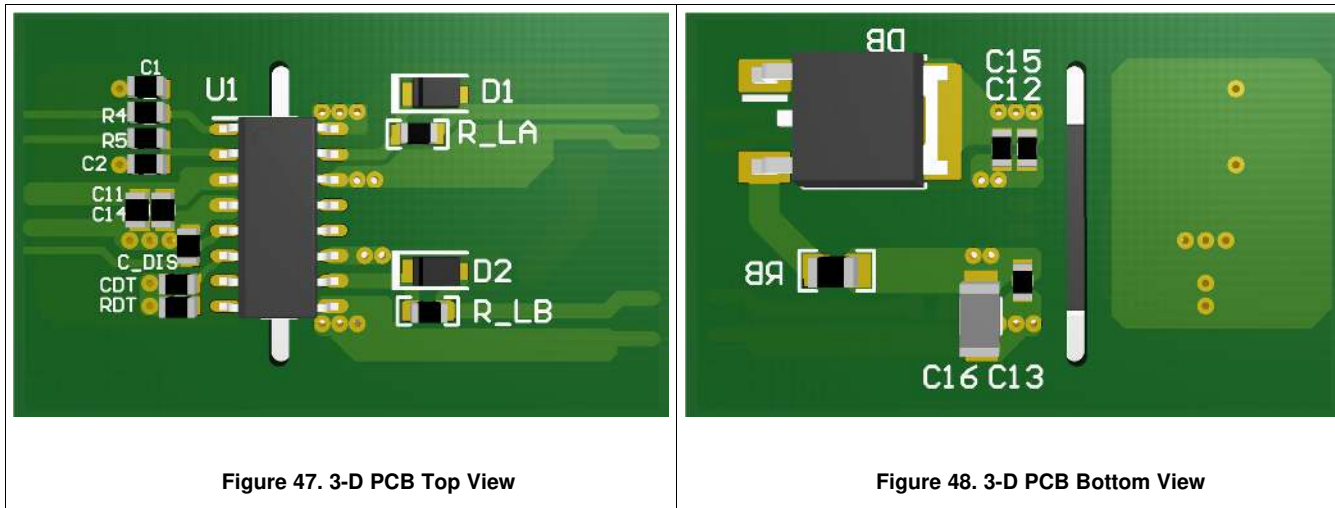 C1
U1
R4
R5
C2
C11
C14
C_DIS
CDT
RDT
D1
R_LA
D2
R_LB
Figure 47. 3-D PCB Top View
DB
C15
C12
RB
C16 C13
Figure 48. 3-D PCB Bottom View